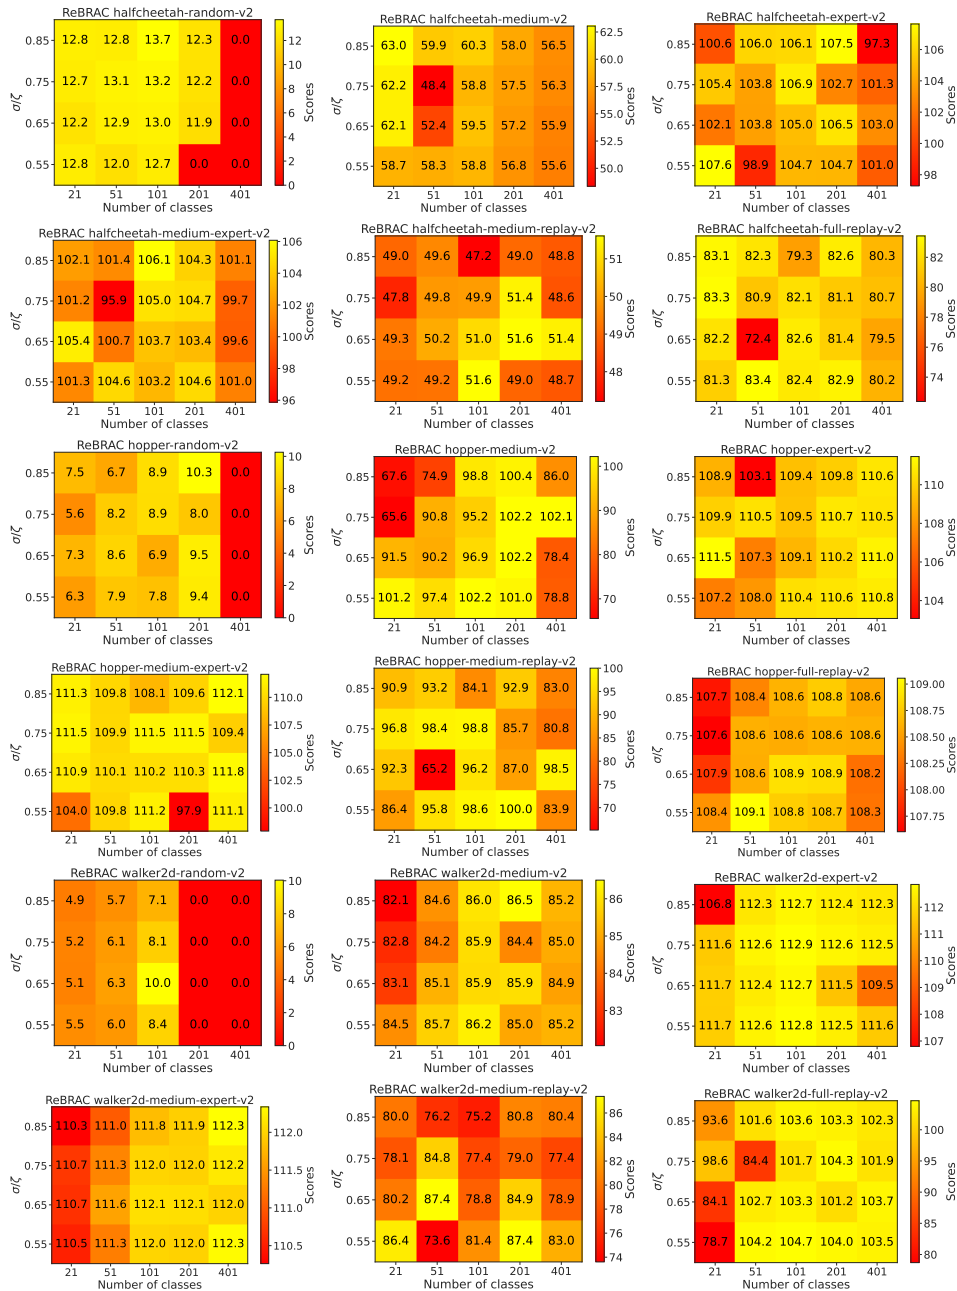 ReBRAC halfcheetah-random-v2
0.85 12.8 12.8 13.7 12.3 0.0
0.75 12.7 13.1 13.2 12.2 0.0
0.65 12.2 12.9 13.0 11.9 0.0
0.55 12.8 12.0 12.7 0.0 0.0
21 51 101 201 401
Number of classes
σ/ζ
12
10
8
6
4
2
0
Scores
ReBRAC halfcheetah-medium-v2
0.85 63.0 59.9 60.3 58.0 56.5
0.75 62.2 48.4 58.8 57.5 56.3
0.65 62.1 52.4 59.5 57.2 55.9
0.55 58.7 58.3 58.8 56.8 55.6
21 51 101 201 401
Number of classes
σ/ζ
62.5
60.0
57.5
55.0
52.5
50.0
Scores
ReBRAC halfcheetah-expert-v2
0.85 100.6 106.0 106.1 107.5 97.3
0.75 105.4 103.8 106.9 102.7 101.3
0.65 102.1 103.8 105.0 106.5 103.0
0.55 107.6 98.9 104.7 104.7 101.0
21 51 101 201 401
Number of classes
σ/ζ
106
104
102
100
98
Scores
ReBRAC halfcheetah-medium-expert-v2
0.85 102.1 101.4 106.1 104.3 101.1
0.75 101.2 95.9 105.0 104.7 99.7
0.65 105.4 100.7 103.7 103.4 99.6
0.55 101.3 104.6 103.2 104.6 101.0
21 51 101 201 401
Number of classes
σ/ζ
106
104
102
100
98
96
Scores
ReBRAC halfcheetah-medium-replay-v2
0.85 49.0 49.6 47.2 49.0 48.8
0.75 47.8 49.8 49.9 51.4 48.6
0.65 49.3 50.2 51.0 51.6 51.4
0.55 49.2 49.2 51.6 49.0 48.7
21 51 101 201 401
Number of classes
σ/ζ
51
50
49
48
Scores
ReBRAC halfcheetah-full-replay-v2
0.85 83.1 82.3 79.3 82.6 80.3
0.75 83.3 80.9 82.1 81.1 80.7
0.65 82.2 72.4 82.6 81.4 79.5
0.55 81.3 83.4 82.4 82.9 80.2
21 51 101 201 401
Number of classes
σ/ζ
82
80
78
76
74
Scores
ReBRAC hopper-random-v2
0.85 7.5 6.7 8.9 10.3 0.0
0.75 5.6 8.2 8.9 8.0 0.0
0.65 7.3 8.6 6.9 9.5 0.0
0.55 6.3 7.9 7.8 9.4 0.0
21 51 101 201 401
Number of classes
σ/ζ
10
8
6
4
2
0
Scores
ReBRAC hopper-medium-v2
0.85 67.6 74.9 98.8 100.4 86.0
0.75 65.6 90.8 95.2 102.2 102.1
0.65 91.5 90.2 96.9 102.2 78.4
0.55 101.2 97.4 102.2 101.0 78.8
21 51 101 201 401
Number of classes
σ/ζ
100
90
80
70
Scores
ReBRAC hopper-expert-v2
0.85 108.9 103.1 109.4 109.8 110.6
0.75 109.9 110.5 109.5 110.7 110.5
0.65 111.5 107.3 109.1 110.2 111.0
0.55 107.2 108.0 110.4 110.6 110.8
21 51 101 201 401
Number of classes
σ/ζ
110
108
106
104
Scores
ReBRAC hopper-medium-expert-v2
0.85 111.3 109.8 108.1 109.6 112.1
0.75 111.5 109.9 111.5 111.5 109.4
0.65 110.9 110.1 110.2 110.3 111.8
0.55 104.0 109.8 111.2 97.9 111.1
21 51 101 201 401
Number of classes
σ/ζ
110.0
107.5
105.0
102.5
100.0
Scores
ReBRAC hopper-medium-replay-v2
0.85 90.9 93.2 84.1 92.9 83.0
0.75 96.8 98.4 98.8 85.7 80.8
0.65 92.3 65.2 96.2 87.0 98.5
0.55 86.4 95.8 98.6 100.0 83.9
21 51 101 201 401
Number of classes
σ/ζ
100
95
90
85
80
75
70
Scores
ReBRAC hopper-full-replay-v2
0.85 107.7 108.4 108.6 108.8 108.6
0.75 107.6 108.6 108.6 108.6 108.6
0.65 107.9 108.6 108.9 108.9 108.2
0.55 108.4 109.1 108.8 108.7 108.3
21 51 101 201 401
Number of classes
σ/ζ
109.00
108.75
108.50
108.25
108.00
107.75
Scores
ReBRAC walker2d-random-v2
0.85 4.9 5.7 7.1 0.0 0.0
0.75 5.2 6.1 8.1 0.0 0.0
0.65 5.1 6.3 10.0 0.0 0.0
0.55 5.5 6.0 8.4 0.0 0.0
21 51 101 201 401
Number of classes
σ/ζ
10
8
6
4
2
0
Scores
ReBRAC walker2d-medium-v2
0.85 82.1 84.6 86.0 86.5 85.2
0.75 82.8 84.2 85.9 84.4 85.0
0.65 83.1 85.1 85.9 85.9 84.9
0.55 84.5 85.7 86.2 85.0 85.2
21 51 101 201 401
Number of classes
σ/ζ
86
85
84
83
Scores
ReBRAC walker2d-expert-v2
0.85 106.8 112.3 112.7 112.4 112.3
0.75 111.6 112.6 112.9 112.6 112.5
0.65 111.7 112.4 112.7 111.5 109.5
0.55 111.7 112.6 112.8 112.5 111.6
21 51 101 201 401
Number of classes
σ/ζ
112
111
110
109
108
107
Scores
ReBRAC walker2d-medium-expert-v2
0.85 110.3 111.0 111.8 111.9 112.3
0.75 110.7 111.3 112.0 112.0 112.2
0.65 110.7 111.6 112.1 112.1 112.0
0.55 110.5 111.3 112.0 112.0 112.3
21 51 101 201 401
Number of classes
σ/ζ
112.0
111.5
111.0
110.5
Scores
ReBRAC walker2d-medium-replay-v2
0.85 80.0 76.2 75.2 80.8 80.4
0.75 78.1 84.8 77.4 79.0 77.4
0.65 80.2 87.4 78.8 84.9 78.9
0.55 86.4 73.6 81.4 87.4 83.0
21 51 101 201 401
Number of classes
σ/ζ
86
84
82
80
78
76
74
Scores
ReBRAC walker2d-full-replay-v2
0.85 93.6 101.6 103.6 103.3 102.3
0.75 98.6 84.4 101.7 104.3 101.9
0.65 84.1 102.7 103.3 101.2 103.7
0.55 78.7 104.2 104.7 104.0 103.5
21 51 101 201 401
Number of classes
σ/ζ
100
95
90
85
80
Scores